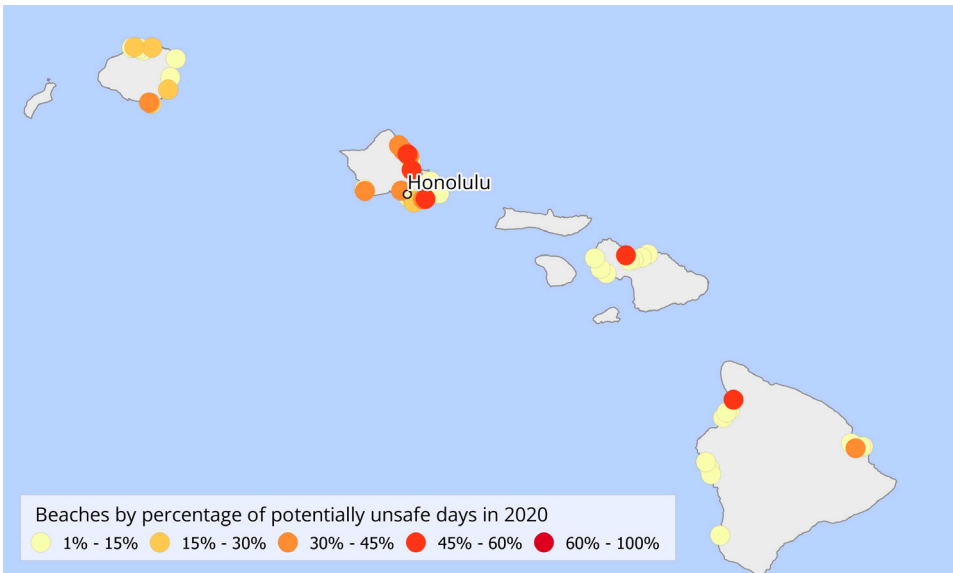 Honolulu
Beaches by percentage of potentially unsafe days in 2020
1% - 15% 15% - 30% 30% - 45% 45% - 60% 60% - 100%